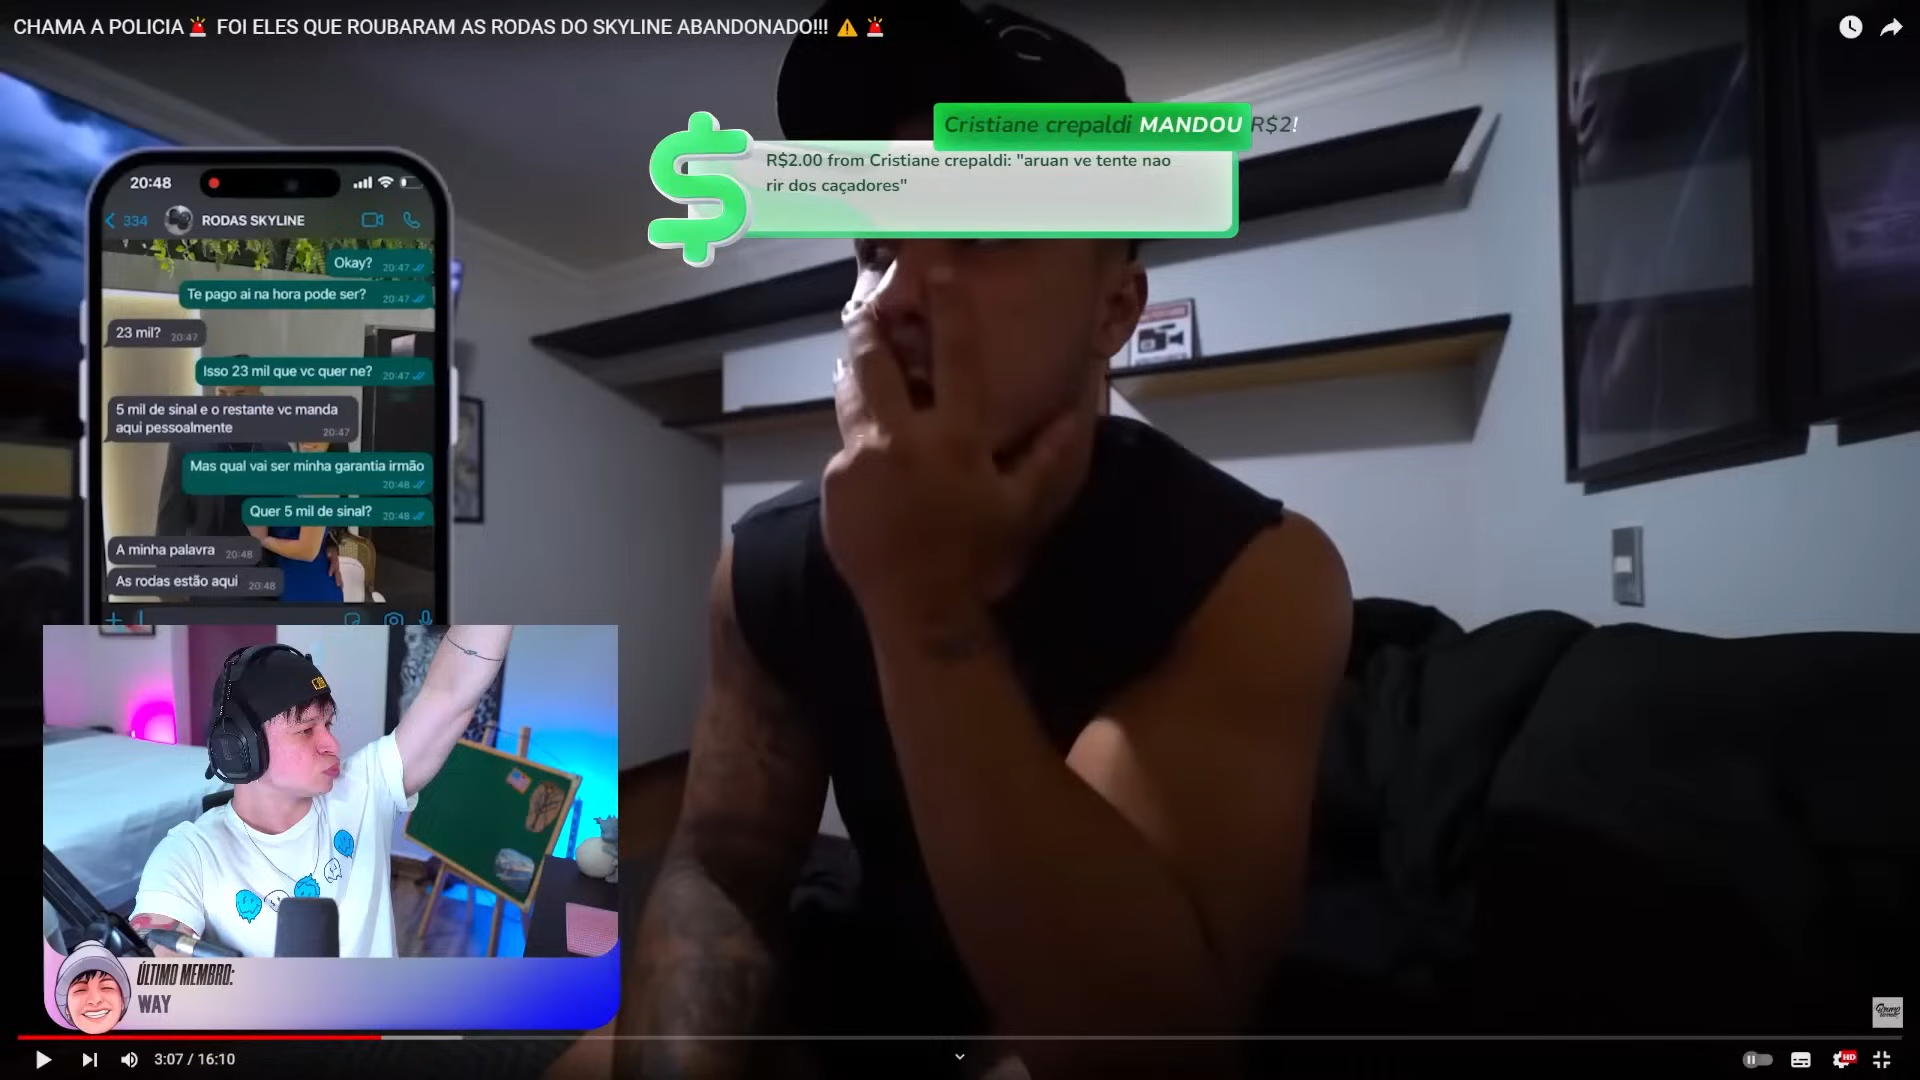 CHAMA A POLICIA🚨 FOI ELES QUE ROUBARAM AS RODAS DO SKYLINE ABANDONADO!!! ⚠️ 🚨
Cristiane crepaldi MANDOU R$2!
R$2.00 from Cristiane crepaldi: "aruan ve tente nao
rir dos caçadores"
20:48
334
RODAS SKYLINE
Okay? 20:47
Te pago ai na hora pode ser? 20:47
23 mil? 20:47
Isso 23 mil que vc quer ne? 20:47
5 mil de sinal e o restante vc manda
aqui pessoalmente 20:47
Mas qual vai ser minha garantia irmão
20:48
Quer 5 mil de sinal? 20:48
A minha palavra 20:48
As rodas estão aqui 20:48
ÚLTIMO MEMBRO:
WAY
3:07 / 16:10
HD